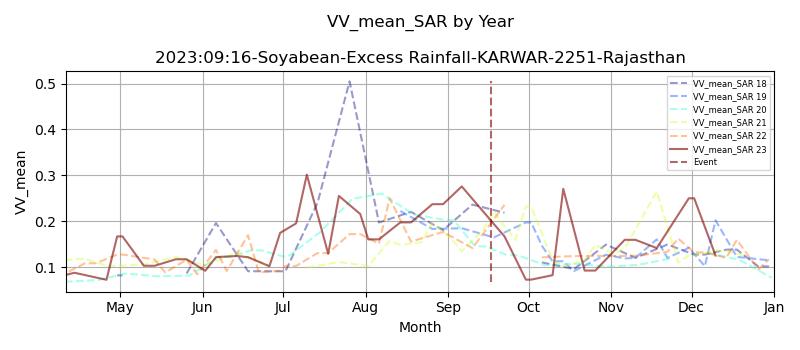 VV_mean_SAR by Year
2023:09:16-Soyabean-Excess Rainfall-KARWAR-2251-Rajasthan
VV_mean
0.5
0.4
0.3
0.2
0.1
VV_mean_SAR 18
VV_mean_SAR 19
VV_mean_SAR 20
VV_mean_SAR 21
VV_mean_SAR 22
VV_mean_SAR 23
Event
May Jun Jul Aug Sep Oct Nov Dec Jan
Month